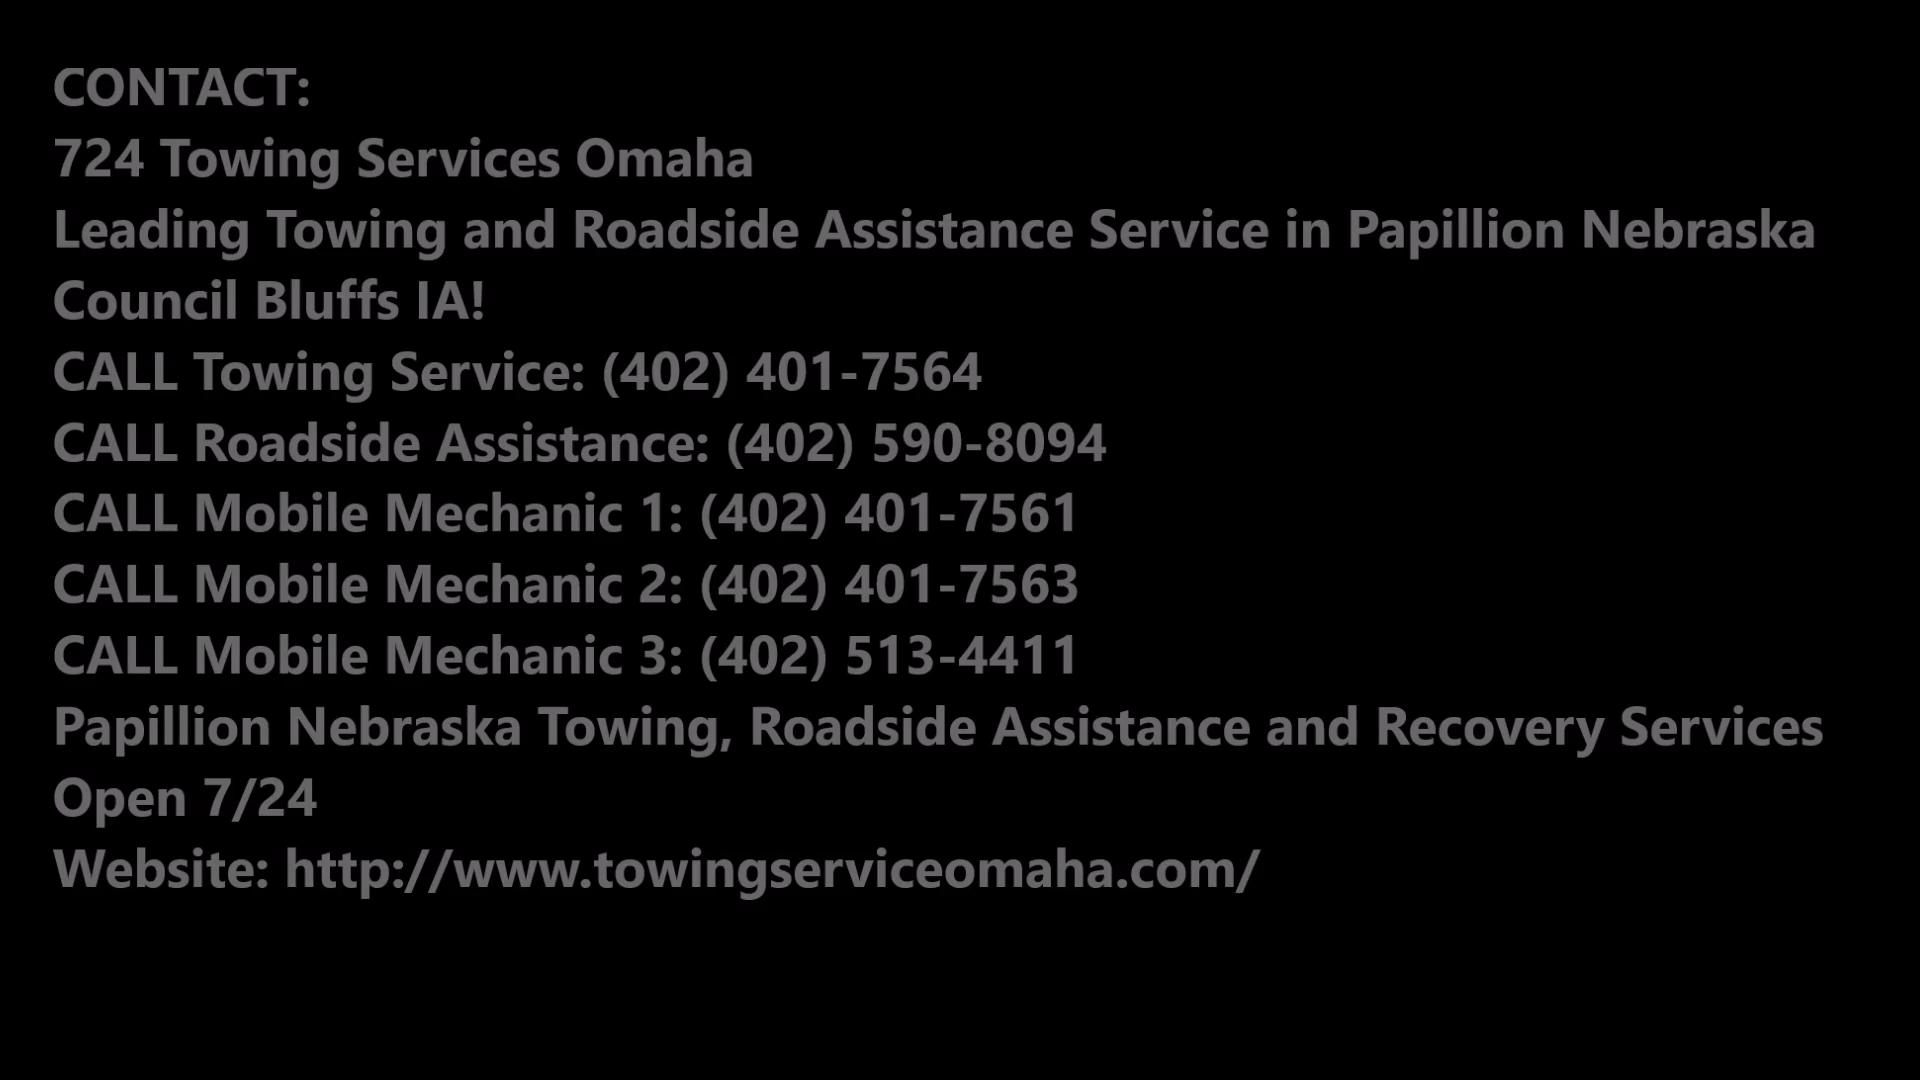 CONTACT:
724 Towing Services Omaha
Leading Towing and Roadside Assistance Service in Papillion Nebraska
Council Bluffs IA!
CALL Towing Service: (402) 401-7564
CALL Roadside Assistance: (402) 590-8094
CALL Mobile Mechanic 1: (402) 401-7561
CALL Mobile Mechanic 2: (402) 401-7563
CALL Mobile Mechanic 3: (402) 513-4411
Papillion Nebraska Towing, Roadside Assistance and Recovery Services
Open 7/24
Website: http://www.towingserviceomaha.com/